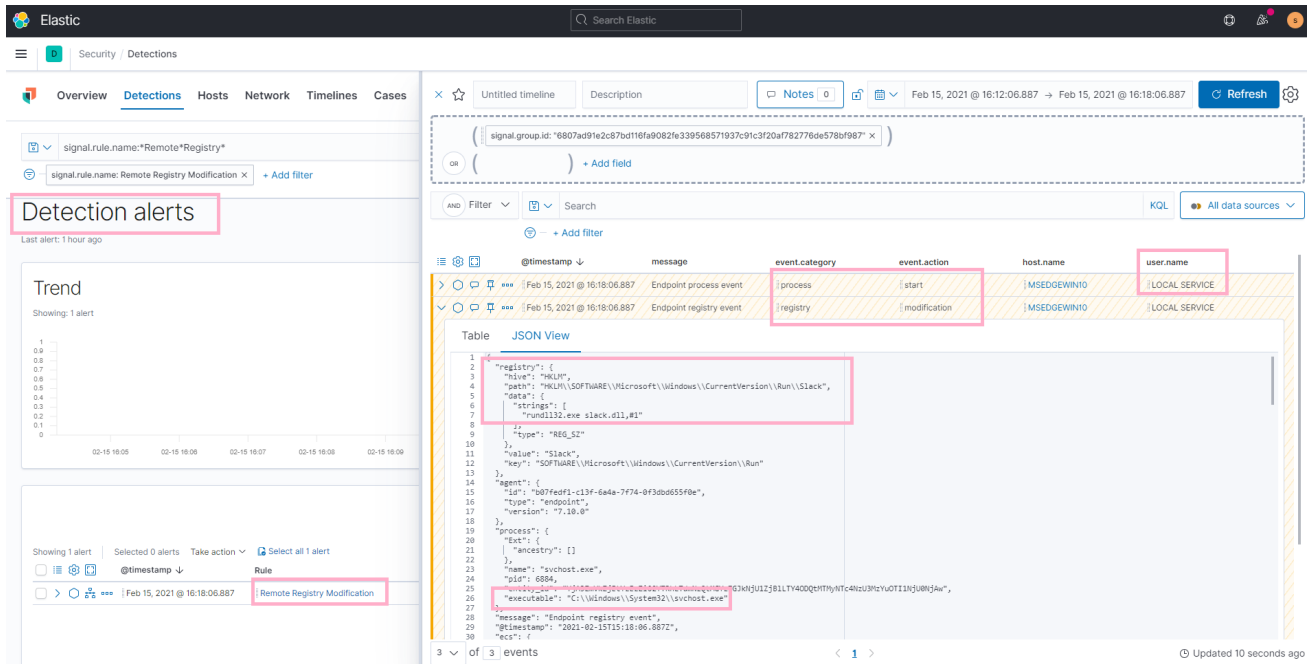 Elastic
Search Elastic
s
D
Security / Detections
Overview Detections Hosts Network Timelines Cases
signal.rule.name:*Remote*Registry*
signal.rule.name: Remote Registry Modification × + Add filter
Detection alerts
Last alert: 1 hour ago
Trend
Showing: 1 alert
1
0.9
0.8
0.7
0.6
0.5
0.4
0.3
0.2
0.1
0
02-15 16:05 02-15 16:06 02-15 16:07 02-15 16:08 02-15 16:09
Showing 1 alert Selected 0 alerts Take action Select all 1 alert
@timestamp Rule
Feb 15, 2021 @ 16:18:06.887 Remote Registry Modification
Untitled timeline Description Notes 0 Feb 15, 2021 @ 16:12:06.887 → Feb 15, 2021 @ 16:18:06.887 Refresh
( signal.group.id: "6807ad91e2c87bd116fa9082fe339568571937c91c3f20af782776de578bf987" × )
OR ( ) + Add field
AND Filter Search KQL All data sources
+ Add filter
@timestamp message event.category event.action host.name user.name
Feb 15, 2021 @ 16:18:06.887 Endpoint process event process start MSEDGEWIN10 LOCAL SERVICE
Feb 15, 2021 @ 16:18:06.887 Endpoint registry event registry modification MSEDGEWIN10 LOCAL SERVICE
Table JSON View
1 {
2 "registry": {
3 "hive": "HKLM",
4 "path": "HKLM\\SOFTWARE\\Microsoft\\Windows\\CurrentVersion\\Run\\Slack",
5 "data": {
6 "strings": [
7 "rundll32.exe slack.dll,#1"
8 ],
9 "type": "REG_SZ"
10 },
11 "value": "Slack",
12 "key": "SOFTWARE\\Microsoft\\Windows\\CurrentVersion\\Run"
13 },
14 "agent": {
15 "id": "b07fedf1-c13f-6a4a-7f74-0f3dbd655f0e",
16 "type": "endpoint",
17 "version": "7.10.0"
18 },
19 "process": {
20 "Ext": {
21 "ancestry": []
22 },
23 "name": "svchost.exe",
24 "pid": 6884,
25 "entity_id":
26 "executable": "C:\\Windows\\System32\\svchost.exe"
27 },
28 "message": "Endpoint registry event",
29 "@timestamp": "2021-02-15T15:18:06.887Z",
30 "ecs": {
3 of 3 events 1 Updated 10 seconds ago